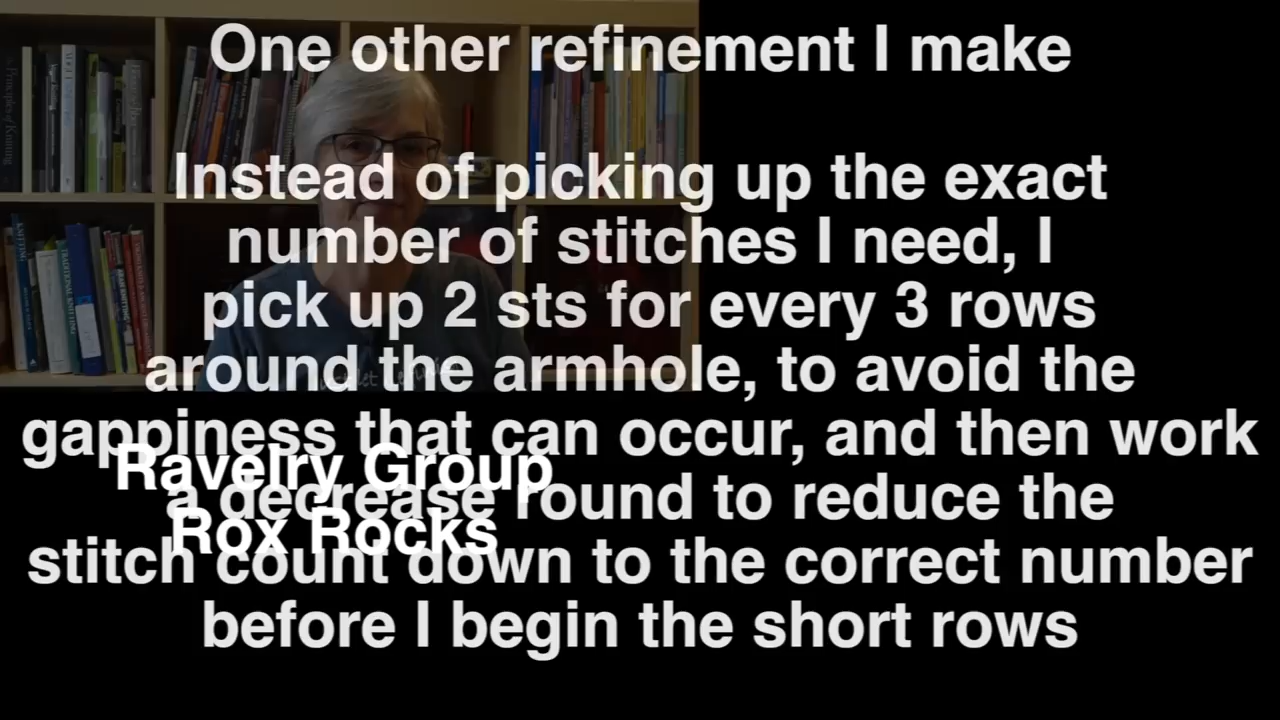 One other refinement I make
Instead of picking up the exact
number of stitches I need, I
pick up 2 sts for every 3 rows
around the armhole, to avoid the
gappiness that can occur, and then work
a decrease round to reduce the
stitch count down to the correct number
before I begin the short rows
Ravelry Group
Rox Rocks